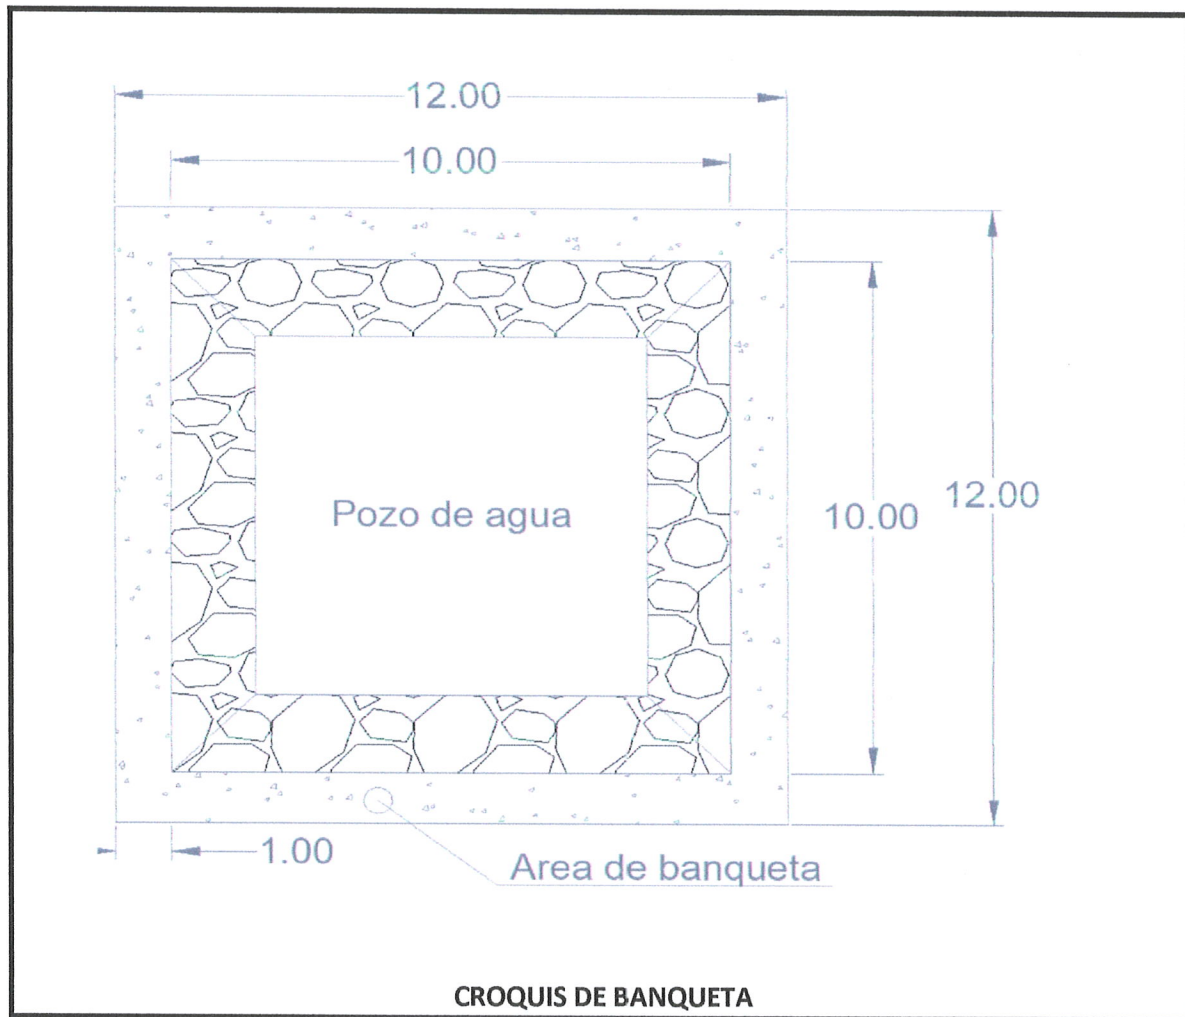 12.00
10.00
Pozo de agua
10.00
12.00
1.00
Area de banqueta
CROQUIS DE BANQUETA